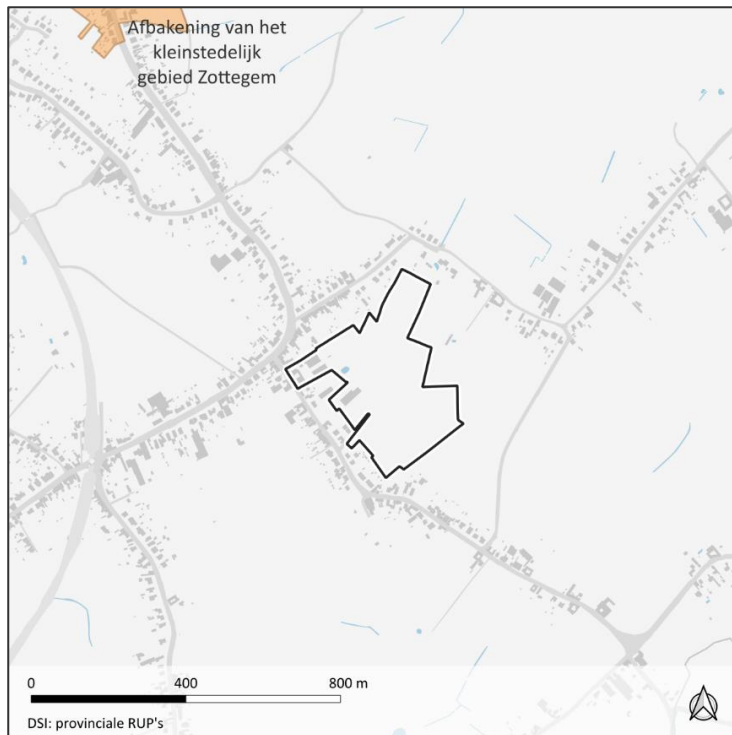 Afbakening van het
kleinstedelijk
gebied Zottegem
0 400 800 m
DSI: provinciale RUP's